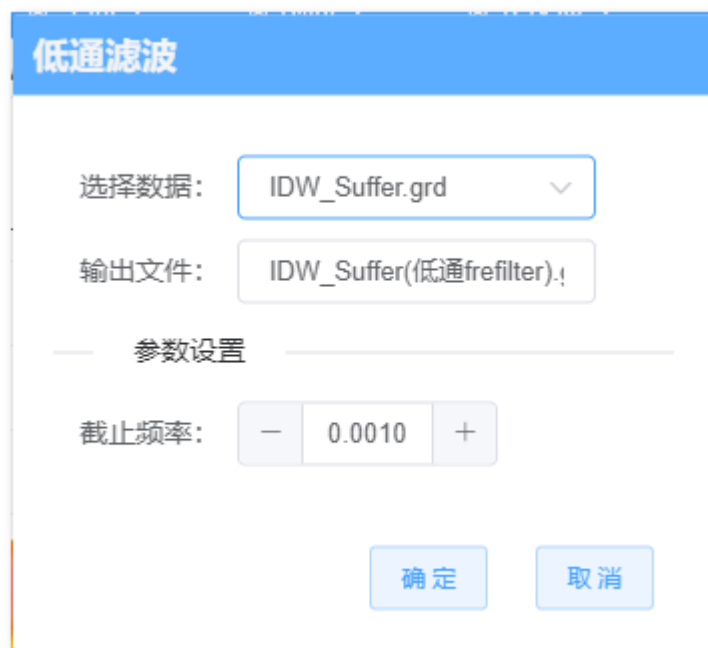 低通滤波
选择数据： IDW_Suffer.grd
输出文件： IDW_Suffer(低通frefilter).g
参数设置
截止频率： − 0.0010 +
确定 取消